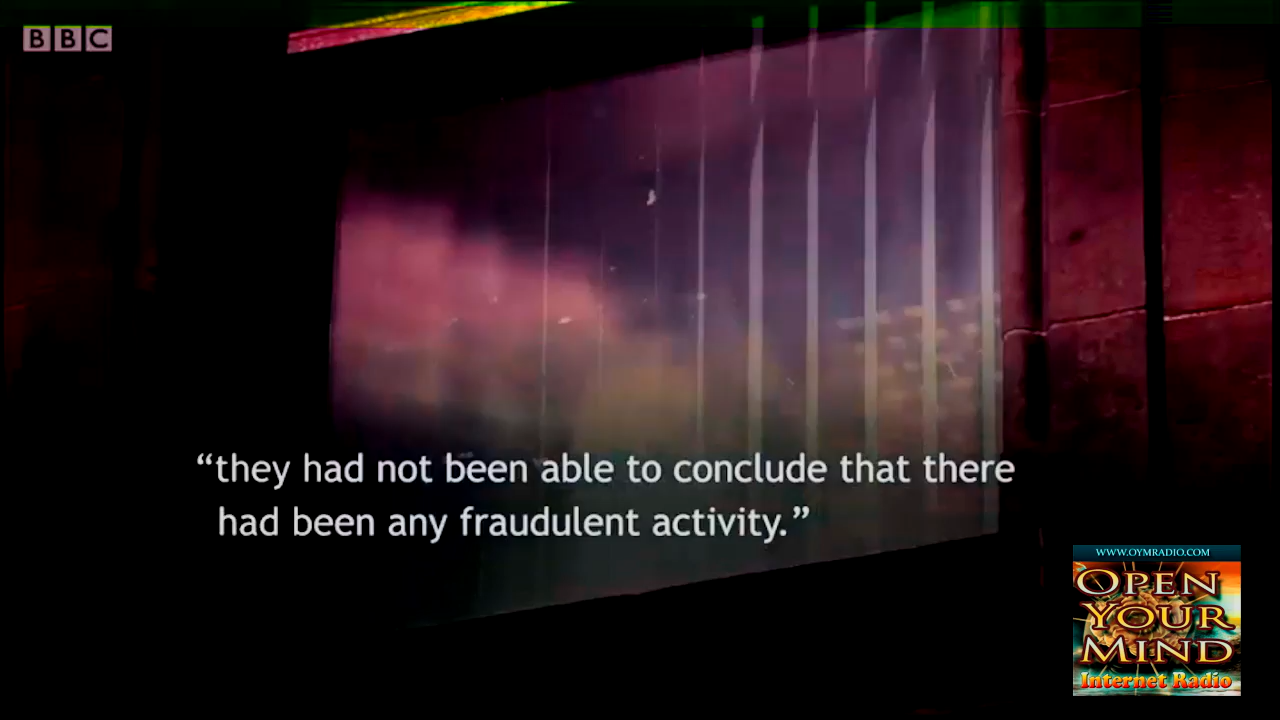 BBC
“they had not been able to conclude that there
had been any fraudulent activity.”
WWW.OYMRADIO.COM
OPEN
YOUR
MIND
Internet Radio